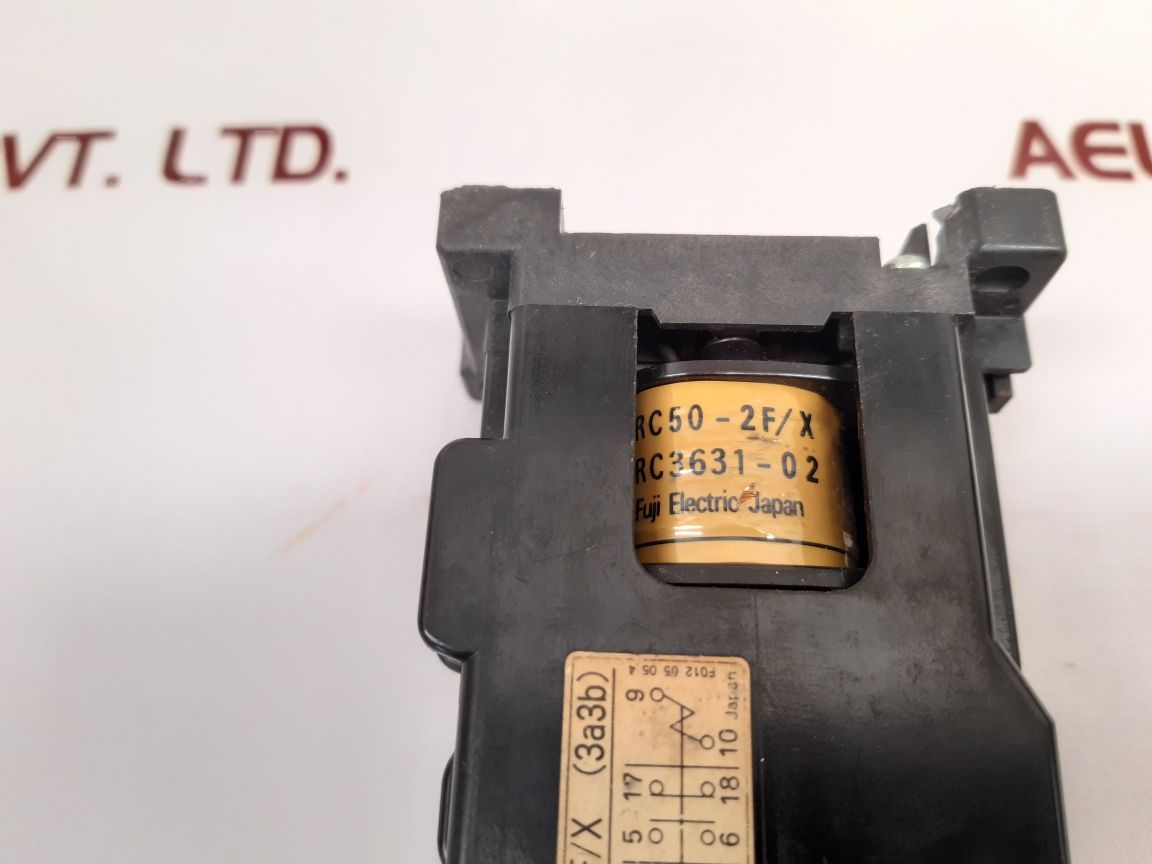 VT. LTD.
AEU
RC50-2F/X
RC3631-02
Fuji Electric Japan
F/X (3a3b)
F012 65 05 4
9
10 Japan
17
18
5
6